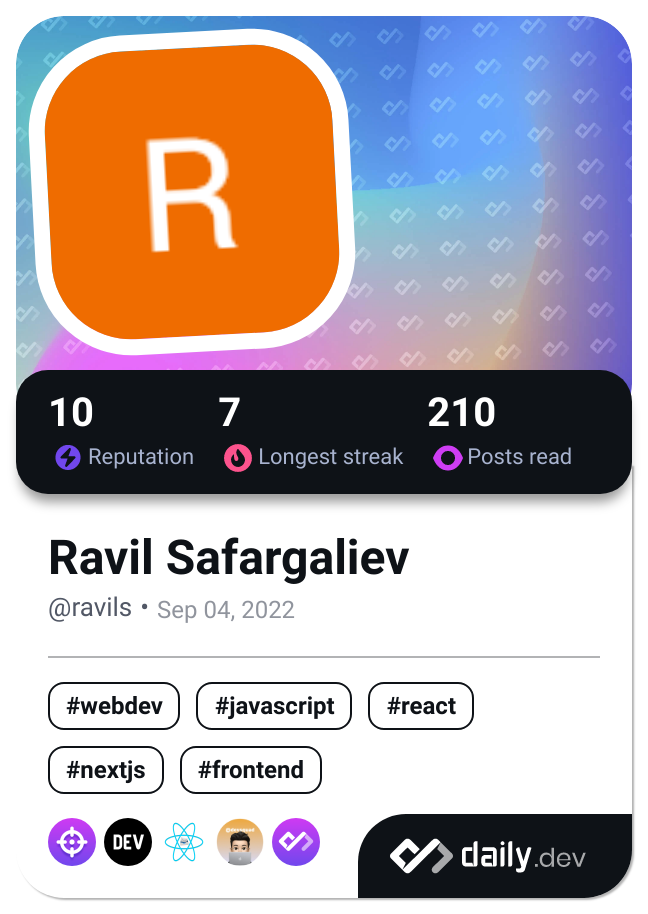 R
10 7 210
Reputation Longest streak Posts read
Ravil Safargaliev
@ravils • Sep 04, 2022
#webdev #javascript #react
#nextjs #frontend
DEV
daily.dev